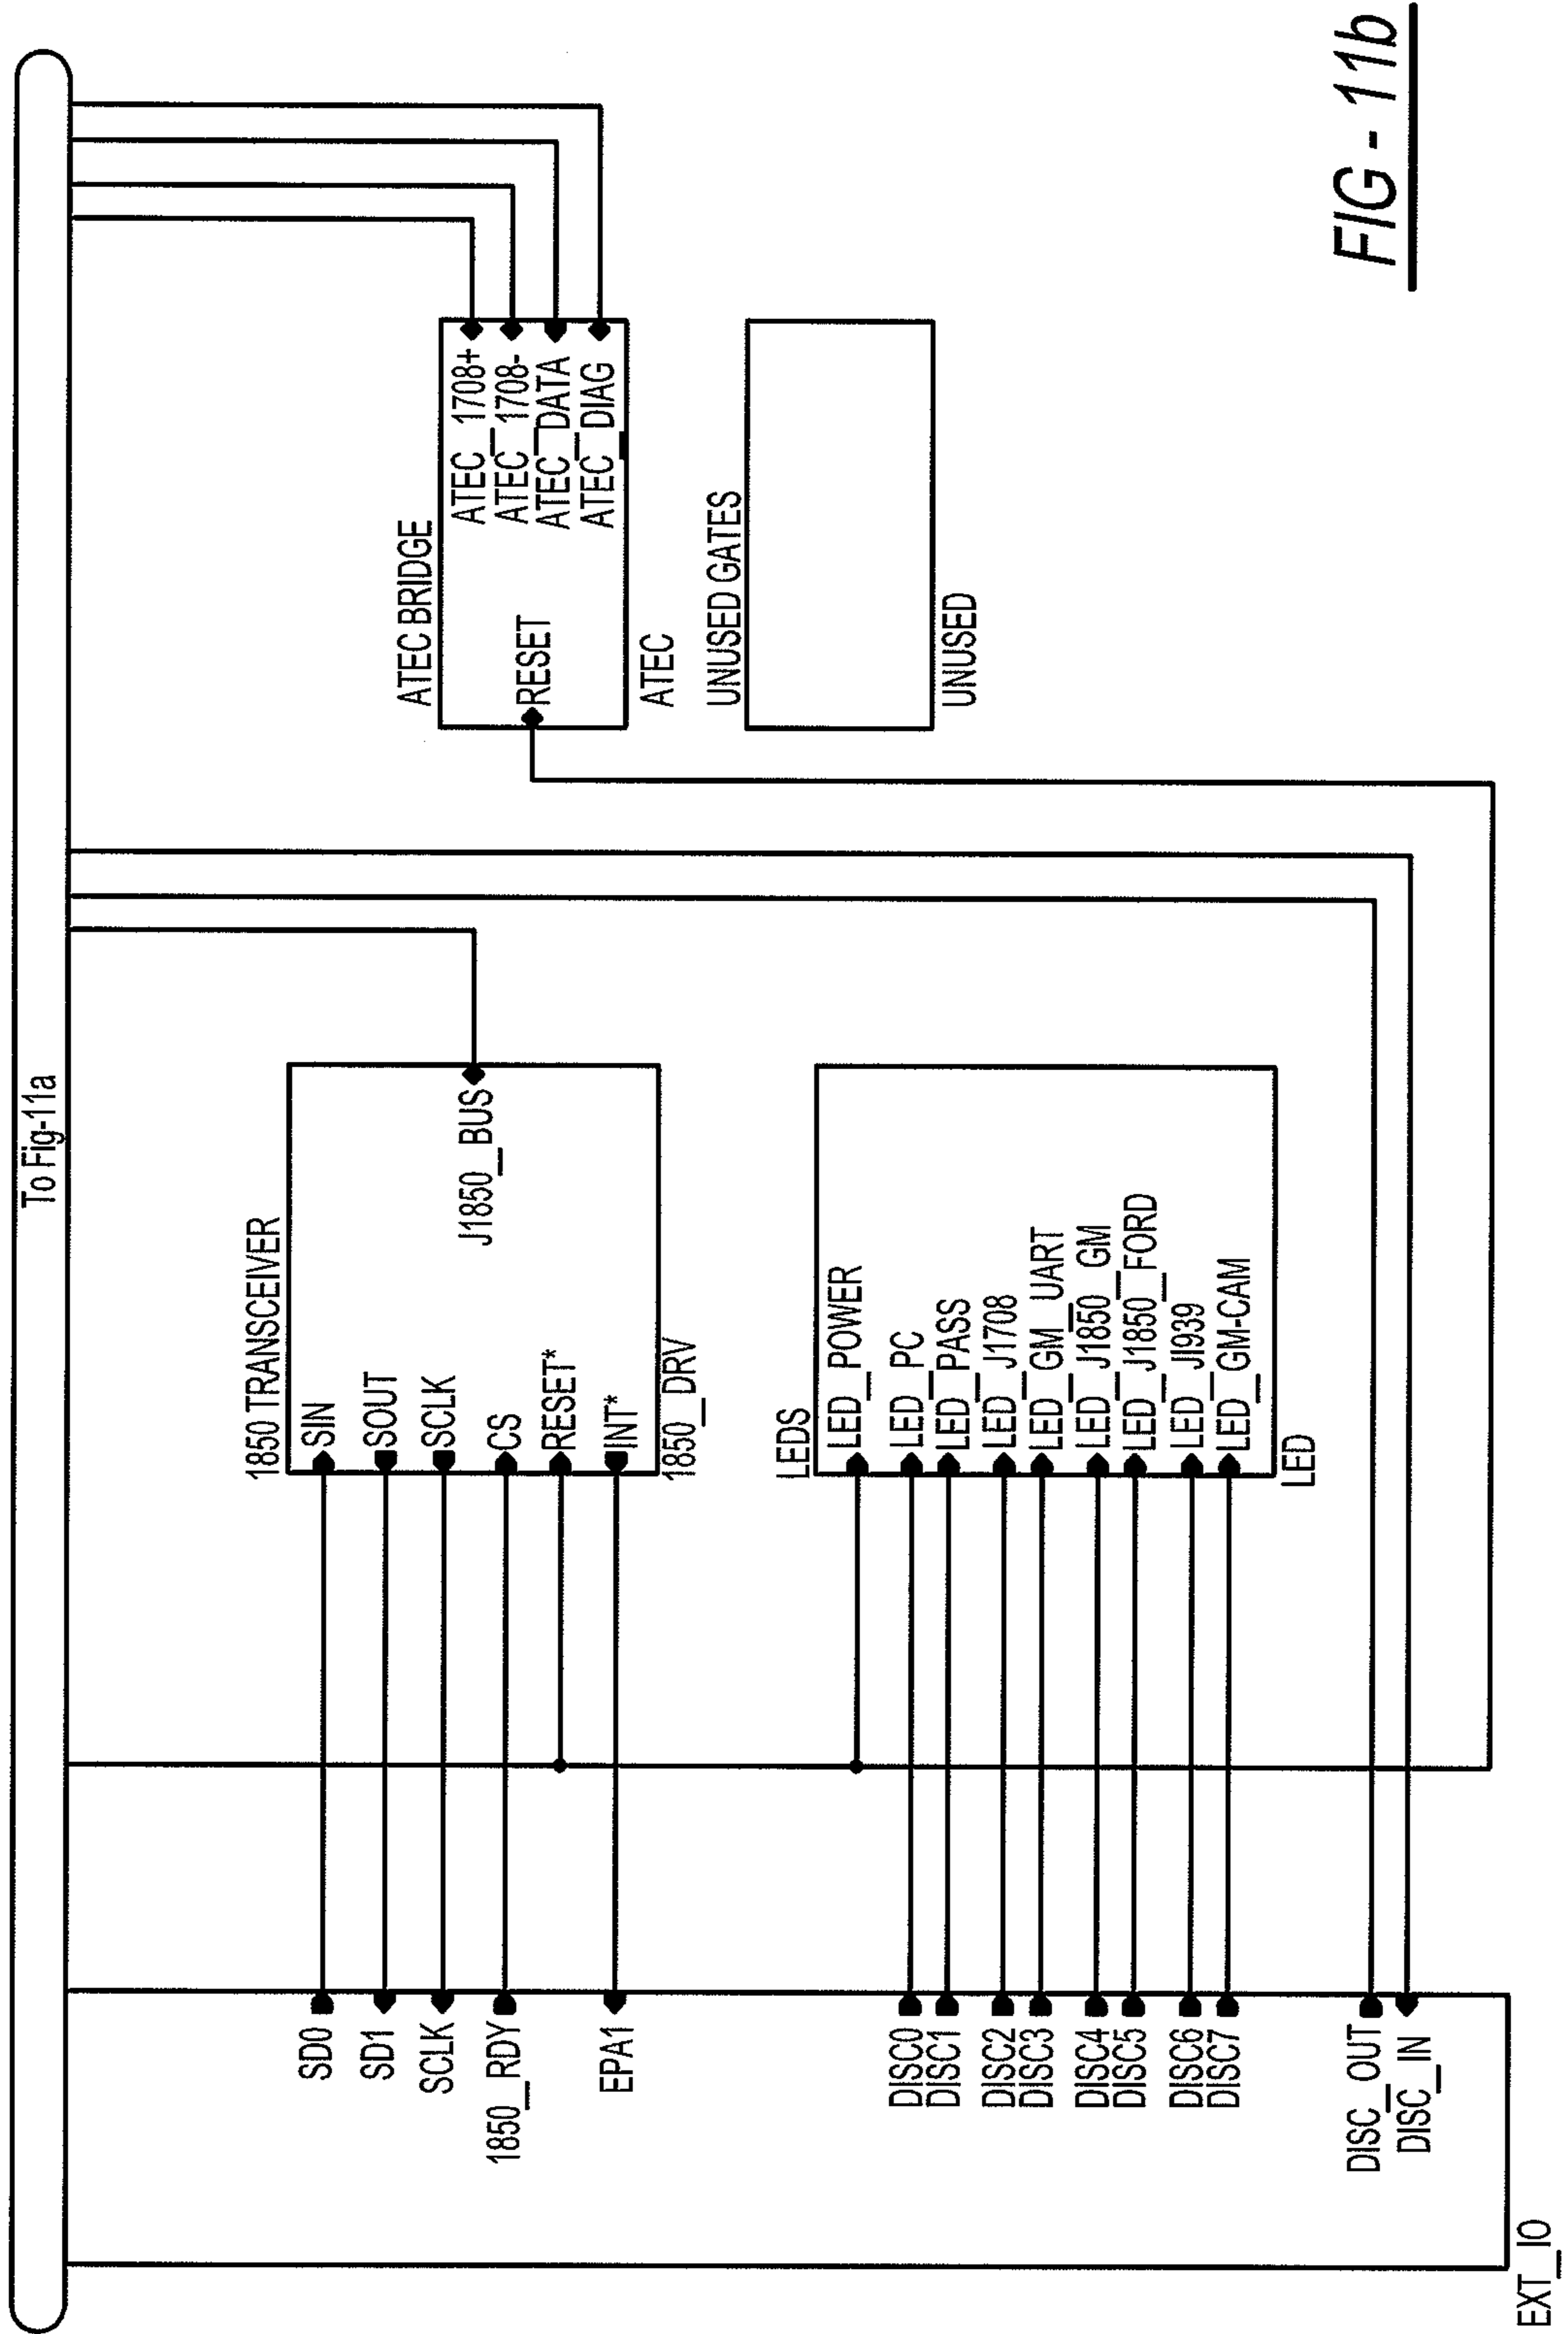 To Fig-11a
SD0
SD1
SCLK
1850_RDY
EPA1
DISC0
DISC1
DISC2
DISC3
DISC4
DISC5
DISC6
DISC7
DISC_OUT
DISC_IN
EXT_IO
1850 TRANSCEIVER
SIN
SOUT
SCLK
CS
RESET*
INT*
J1850_BUS
1850_DRV
LEDS
LED_POWER
LED_PC
LED_PASS
LED_J1708
LED_GM_UART
LED_J1850_GM
LED_J1850_FORD
LED_JI939
LED_GM-CAM
LED
ATEC BRIDGE
RESET
ATEC_1708+
ATEC_1708-
ATEC_DATA
ATEC_DIAG
ATEC
UNUSED GATES
UNUSED
FIG - 11b